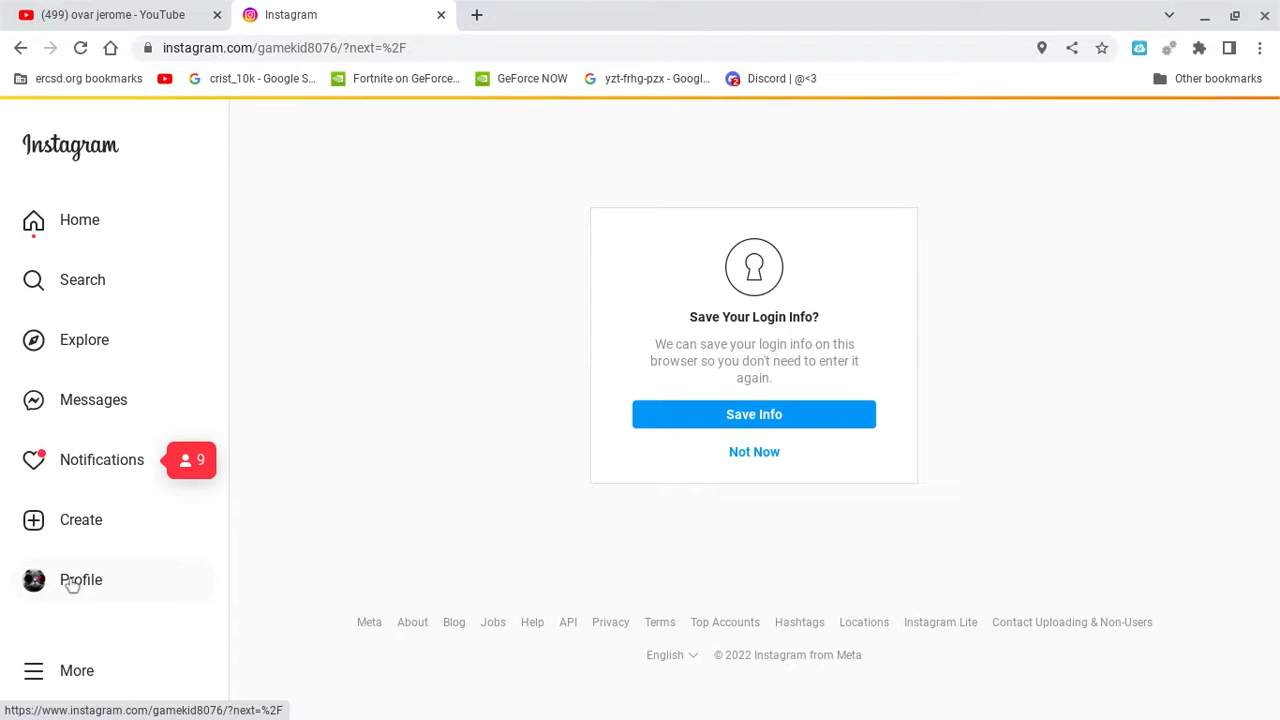 (499) ovar jerome - YouTube
Instagram
instagram.com/gamekid8076/?next=%2F
ercsd.org bookmarks
crist_10k - Google S...
Fortnite on GeForce...
GeForce NOW
yzt-frhg-pzx - Googl...
Discord | @<3
Other bookmarks
Instagram
Home
Search
Explore
Messages
Notifications
9
Create
Profile
More
Save Your Login Info?
We can save your login info on this
browser so you don't need to enter it
again.
Save Info
Not Now
Meta About Blog Jobs Help API Privacy Terms Top Accounts Hashtags Locations Instagram Lite Contact Uploading & Non-Users
English © 2022 Instagram from Meta
https://www.instagram.com/gamekid8076/?next=%2F